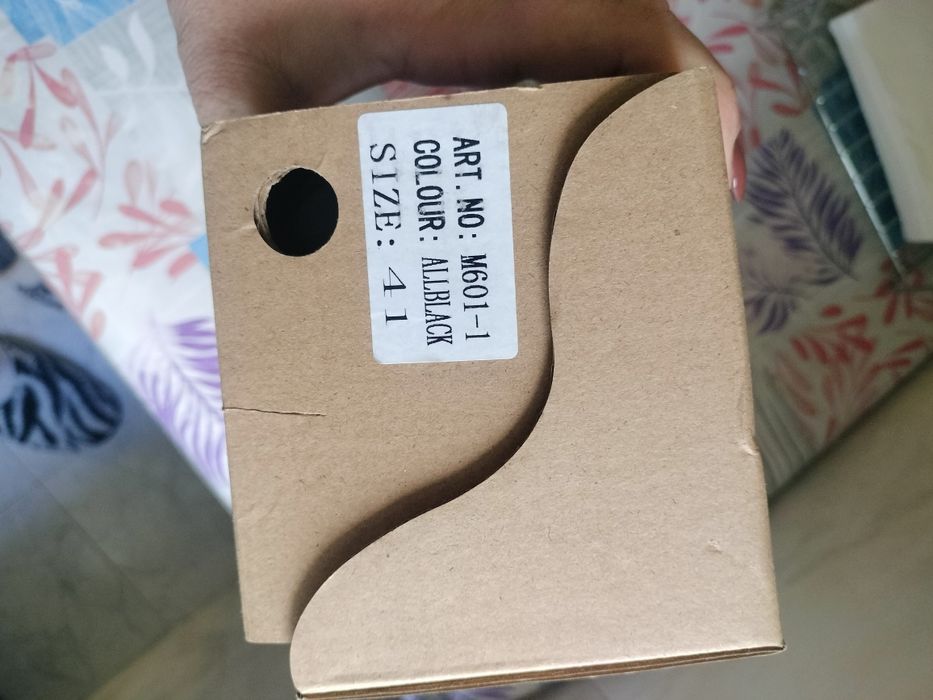 ART.NO: M601-1
COLOUR: ALLBLACK
SIZE: 41